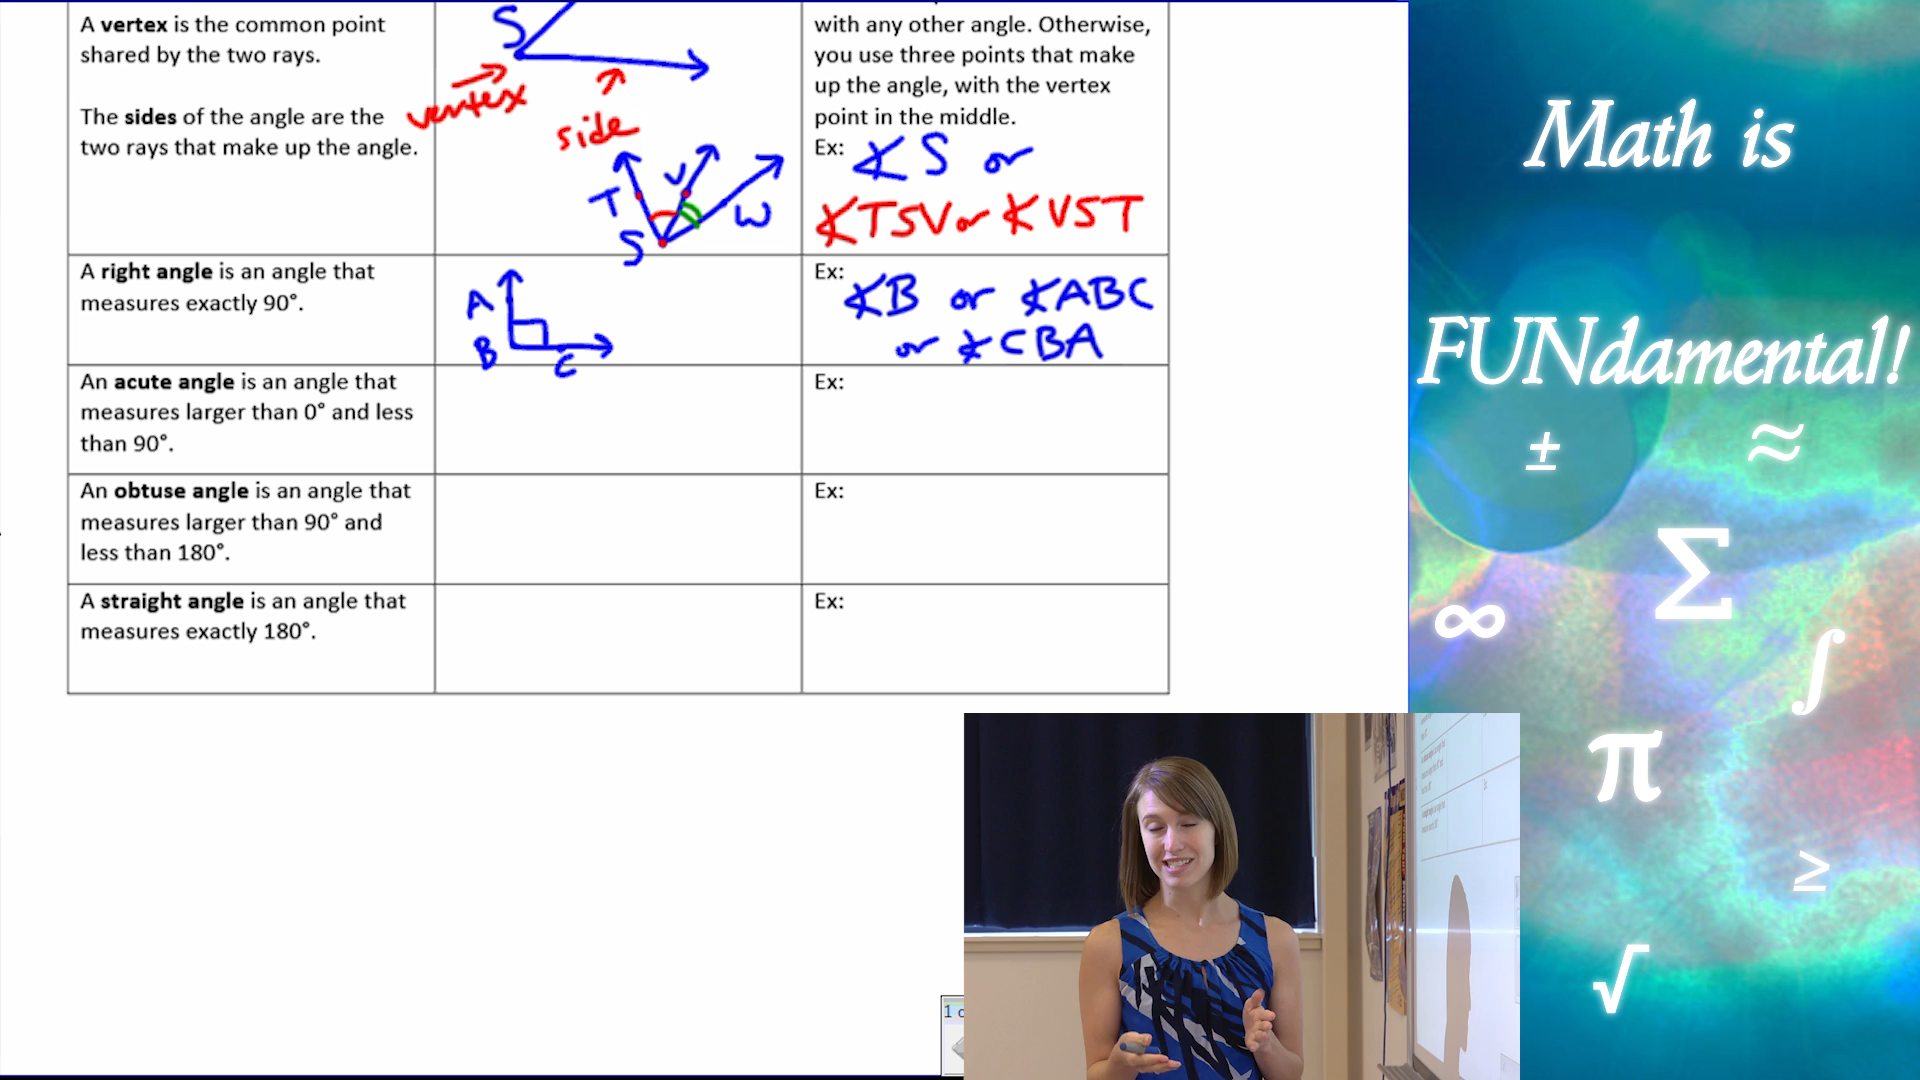 A vertex is the common point
shared by the two rays.
The sides of the angle are the
two rays that make up the angle.
S
vertex
side
T
V
W
S
with any other angle. Otherwise,
you use three points that make
up the angle, with the vertex
point in the middle.
Ex: ∡S or
∡TSV or ∡VST
A right angle is an angle that
measures exactly 90°.
A
B
C
Ex: ∡B or ∡ABC
or ∡CBA
An acute angle is an angle that
measures larger than 0° and less
than 90°.
Ex:
An obtuse angle is an angle that
measures larger than 90° and
less than 180°.
Ex:
A straight angle is an angle that
measures exactly 180°.
Ex:
Math is
FUNdamental!
± ≈
Σ
∞
∫
π
≥
√